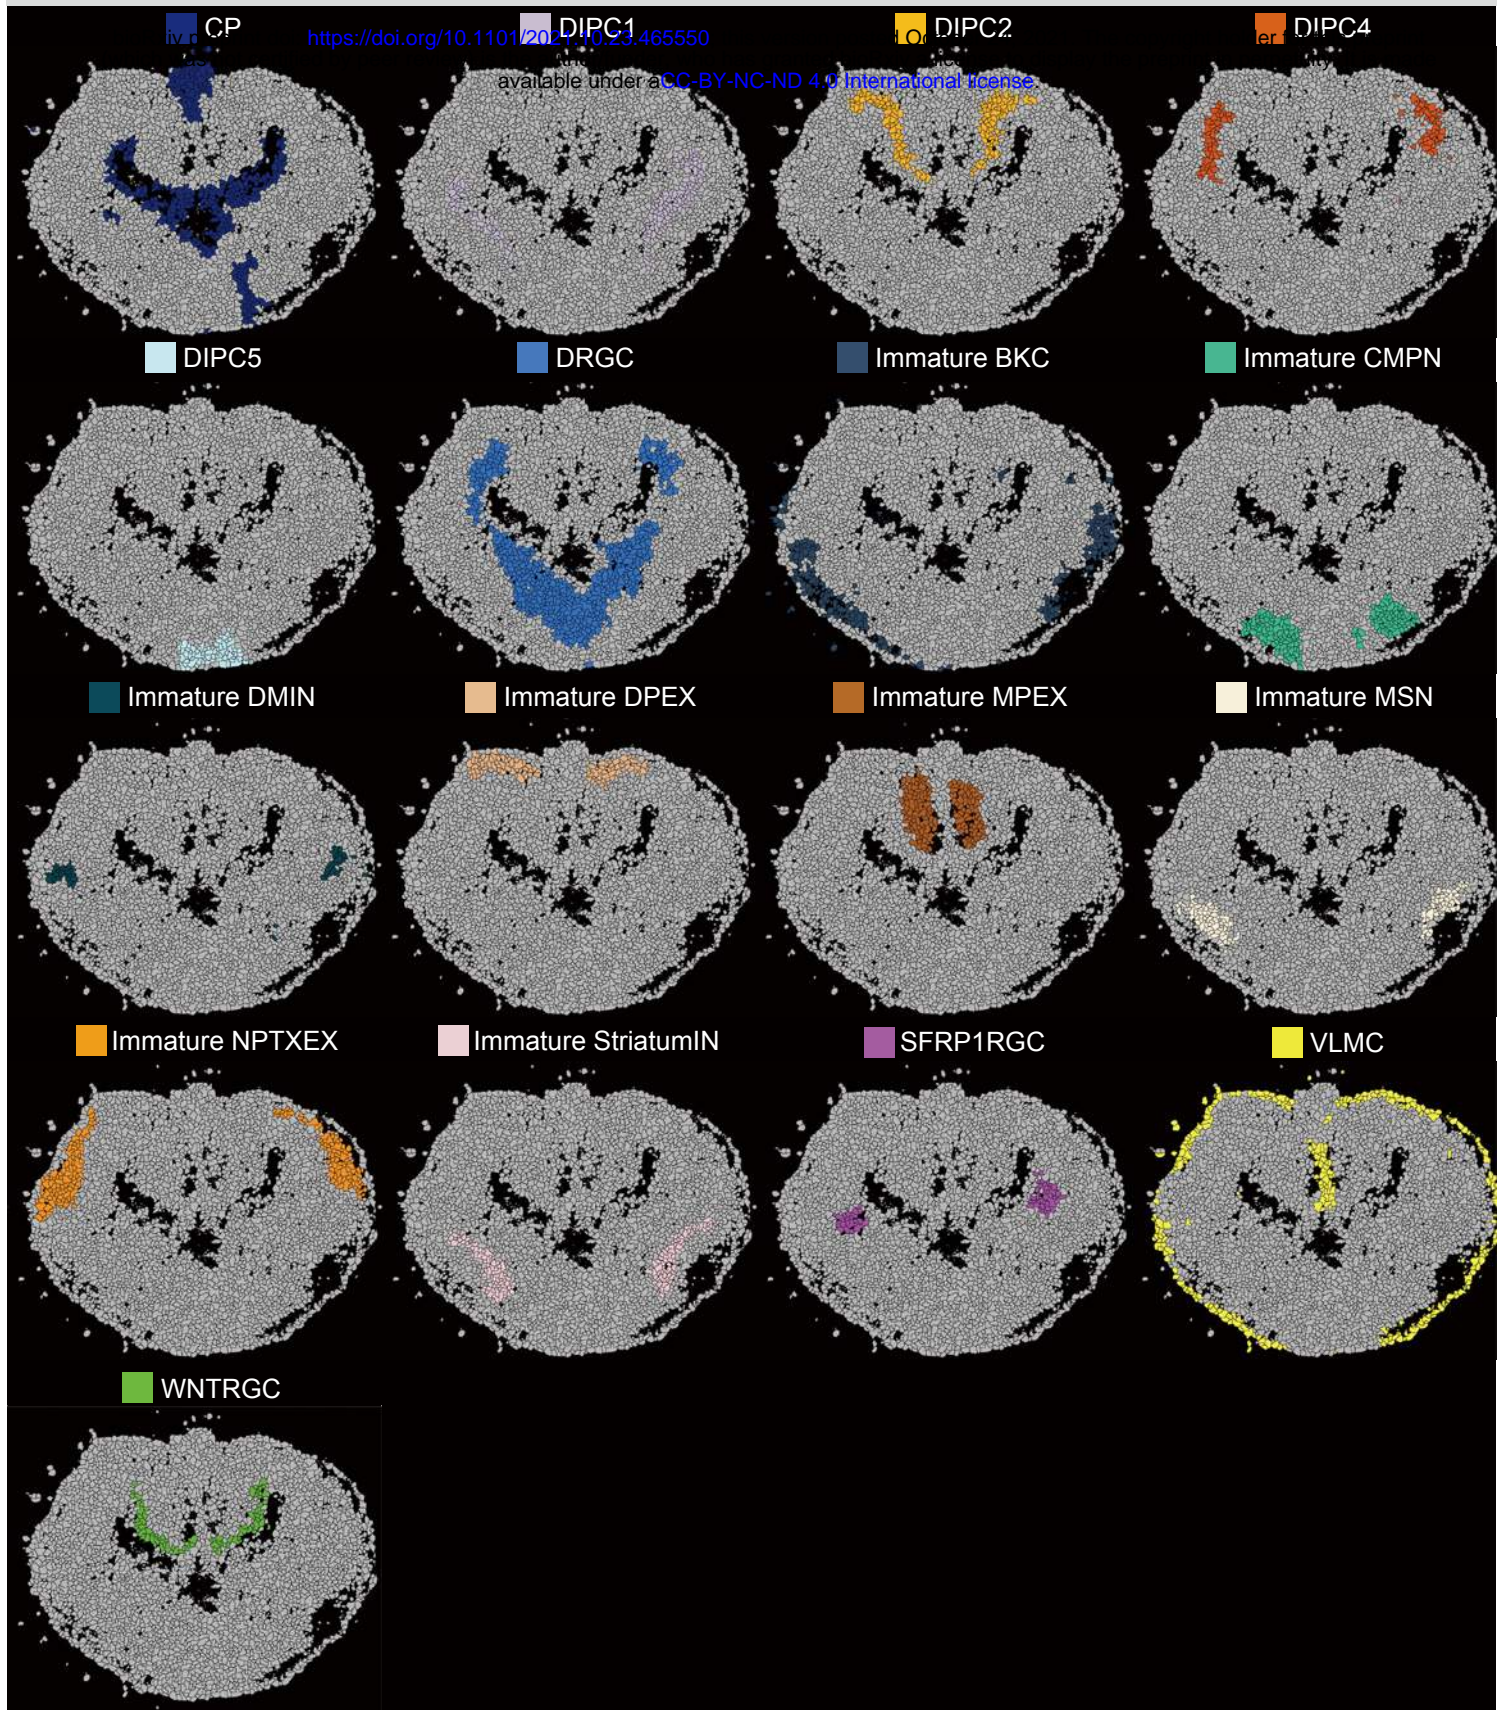 CP DIPC1 DIPC2 DIPC4
https://doi.org/10.1101/2021.10.23.465550
available under aCC-BY-NC-ND 4.0 International license.
DIPC5 DRGC Immature BKC Immature CMPN
Immature DMIN Immature DPEX Immature MPEX Immature MSN
Immature NPTXEX Immature StriatumIN SFRP1RGC VLMC
WNTRGC